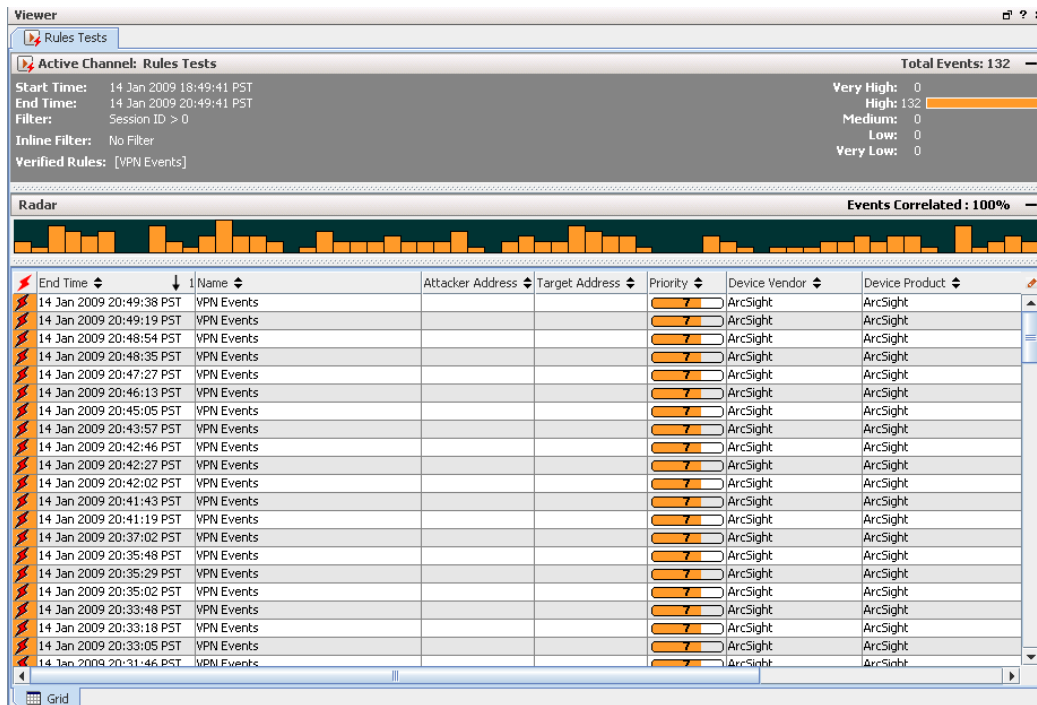 Viewer
Rules Tests
Active Channel: Rules Tests Total Events: 132
Start Time: 14 Jan 2009 18:49:41 PST Very High: 0
End Time: 14 Jan 2009 20:49:41 PST High: 132
Filter: Session ID > 0 Medium: 0
Inline Filter: No Filter Low: 0
Verified Rules: [VPN Events] Very Low: 0
Radar Events Correlated : 100%
End Time 1 Name Attacker Address Target Address Priority Device Vendor Device Product
14 Jan 2009 20:49:38 PST VPN Events 7 ArcSight ArcSight
14 Jan 2009 20:49:19 PST VPN Events 7 ArcSight ArcSight
14 Jan 2009 20:48:54 PST VPN Events 7 ArcSight ArcSight
14 Jan 2009 20:48:35 PST VPN Events 7 ArcSight ArcSight
14 Jan 2009 20:47:27 PST VPN Events 7 ArcSight ArcSight
14 Jan 2009 20:46:13 PST VPN Events 7 ArcSight ArcSight
14 Jan 2009 20:45:05 PST VPN Events 7 ArcSight ArcSight
14 Jan 2009 20:43:57 PST VPN Events 7 ArcSight ArcSight
14 Jan 2009 20:42:46 PST VPN Events 7 ArcSight ArcSight
14 Jan 2009 20:42:27 PST VPN Events 7 ArcSight ArcSight
14 Jan 2009 20:42:02 PST VPN Events 7 ArcSight ArcSight
14 Jan 2009 20:41:43 PST VPN Events 7 ArcSight ArcSight
14 Jan 2009 20:41:19 PST VPN Events 7 ArcSight ArcSight
14 Jan 2009 20:37:02 PST VPN Events 7 ArcSight ArcSight
14 Jan 2009 20:35:48 PST VPN Events 7 ArcSight ArcSight
14 Jan 2009 20:35:29 PST VPN Events 7 ArcSight ArcSight
14 Jan 2009 20:35:02 PST VPN Events 7 ArcSight ArcSight
14 Jan 2009 20:33:48 PST VPN Events 7 ArcSight ArcSight
14 Jan 2009 20:33:18 PST VPN Events 7 ArcSight ArcSight
14 Jan 2009 20:33:05 PST VPN Events 7 ArcSight ArcSight
14 Jan 2009 20:31:46 PST VPN Events 7 ArcSight ArcSight
Grid